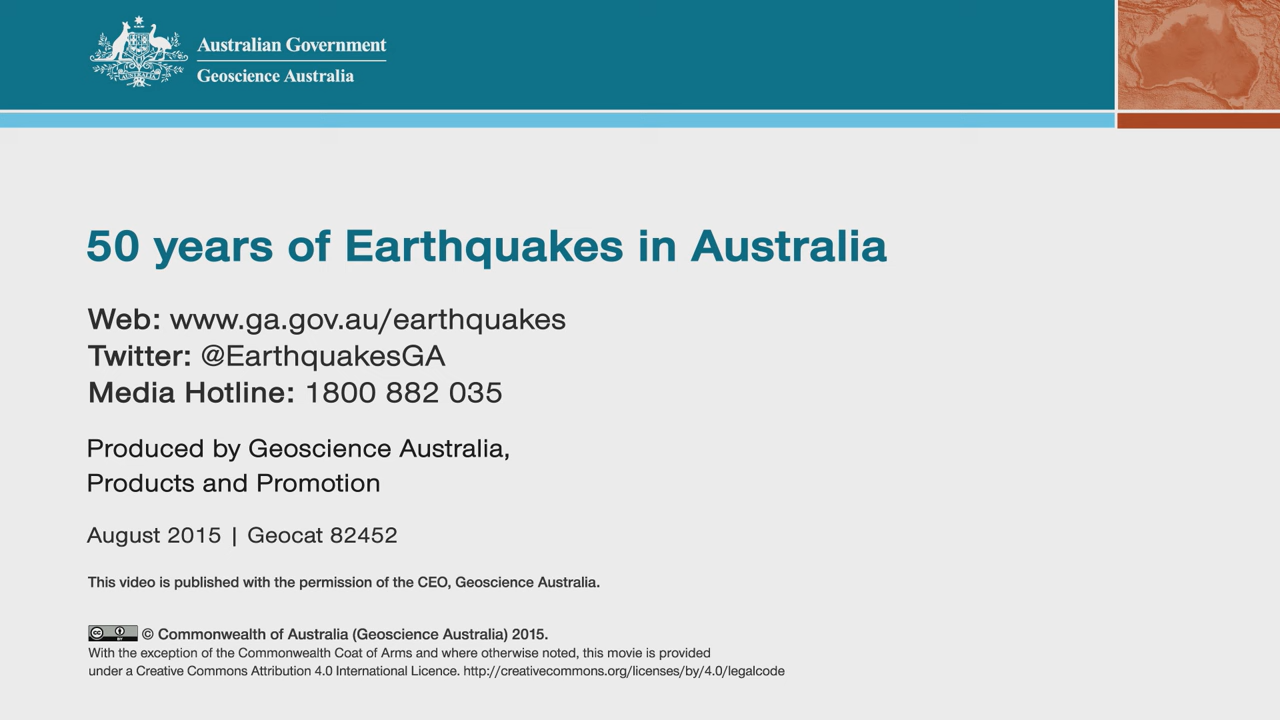 Australian Government
Geoscience Australia
50 years of Earthquakes in Australia
Web: www.ga.gov.au/earthquakes
Twitter: @EarthquakesGA
Media Hotline: 1800 882 035
Produced by Geoscience Australia,
Products and Promotion
August 2015 | Geocat 82452
This video is published with the permission of the CEO, Geoscience Australia.
cc BY © Commonwealth of Australia (Geoscience Australia) 2015.
With the exception of the Commonwealth Coat of Arms and where otherwise noted, this movie is provided
under a Creative Commons Attribution 4.0 International Licence. http://creativecommons.org/licenses/by/4.0/legalcode